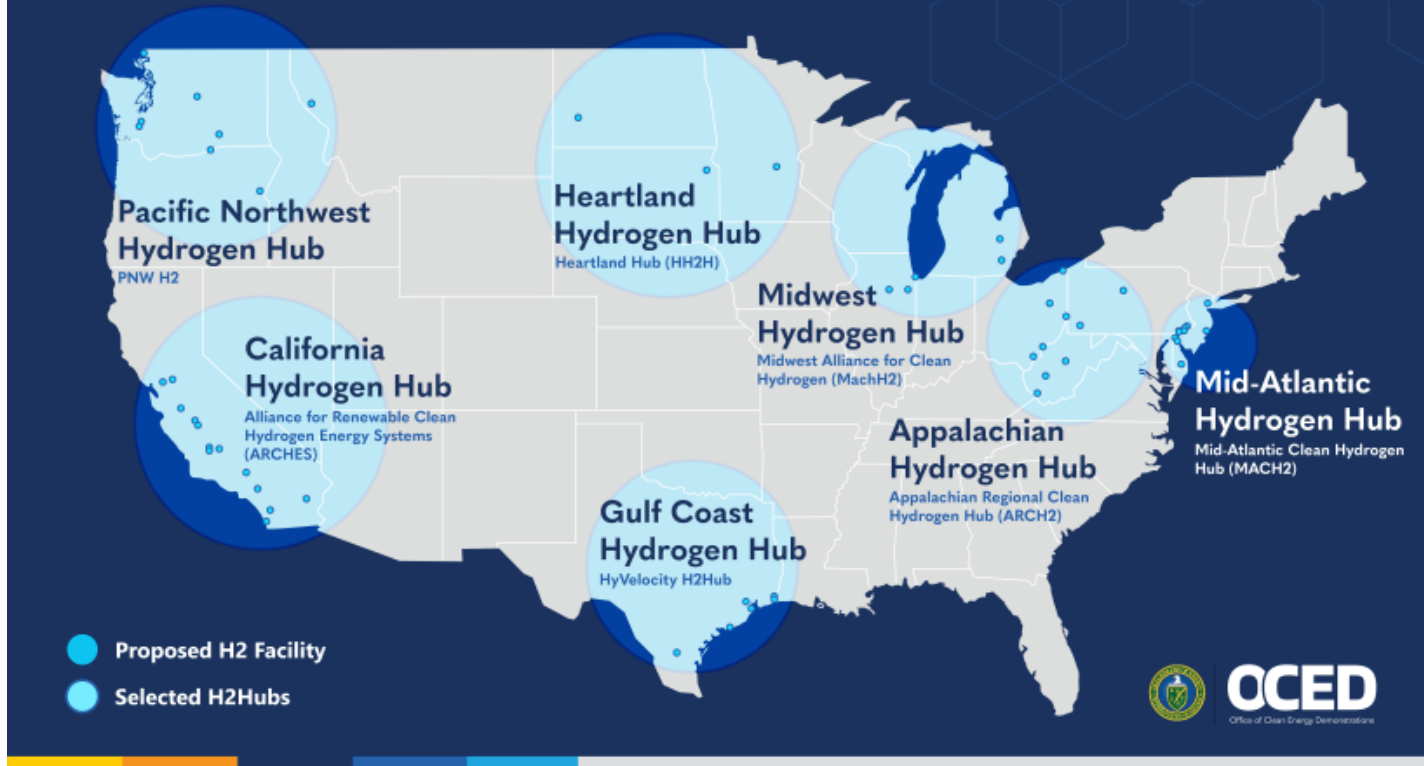 Pacific Northwest
Hydrogen Hub
PNW H2
Heartland
Hydrogen Hub
Heartland Hub (HH2H)
Midwest
Hydrogen Hub
Midwest Alliance for Clean
Hydrogen (MachH2)
California
Hydrogen Hub
Alliance for Renewable Clean
Hydrogen Energy Systems
(ARCHES)
Mid-Atlantic
Hydrogen Hub
Mid-Atlantic Clean Hydrogen
Hub (MACH2)
Appalachian
Hydrogen Hub
Appalachian Regional Clean
Hydrogen Hub (ARCH2)
Gulf Coast
Hydrogen Hub
HyVelocity H2Hub
Proposed H2 Facility
Selected H2Hubs
OCED
Office of Clean Energy Demonstrations